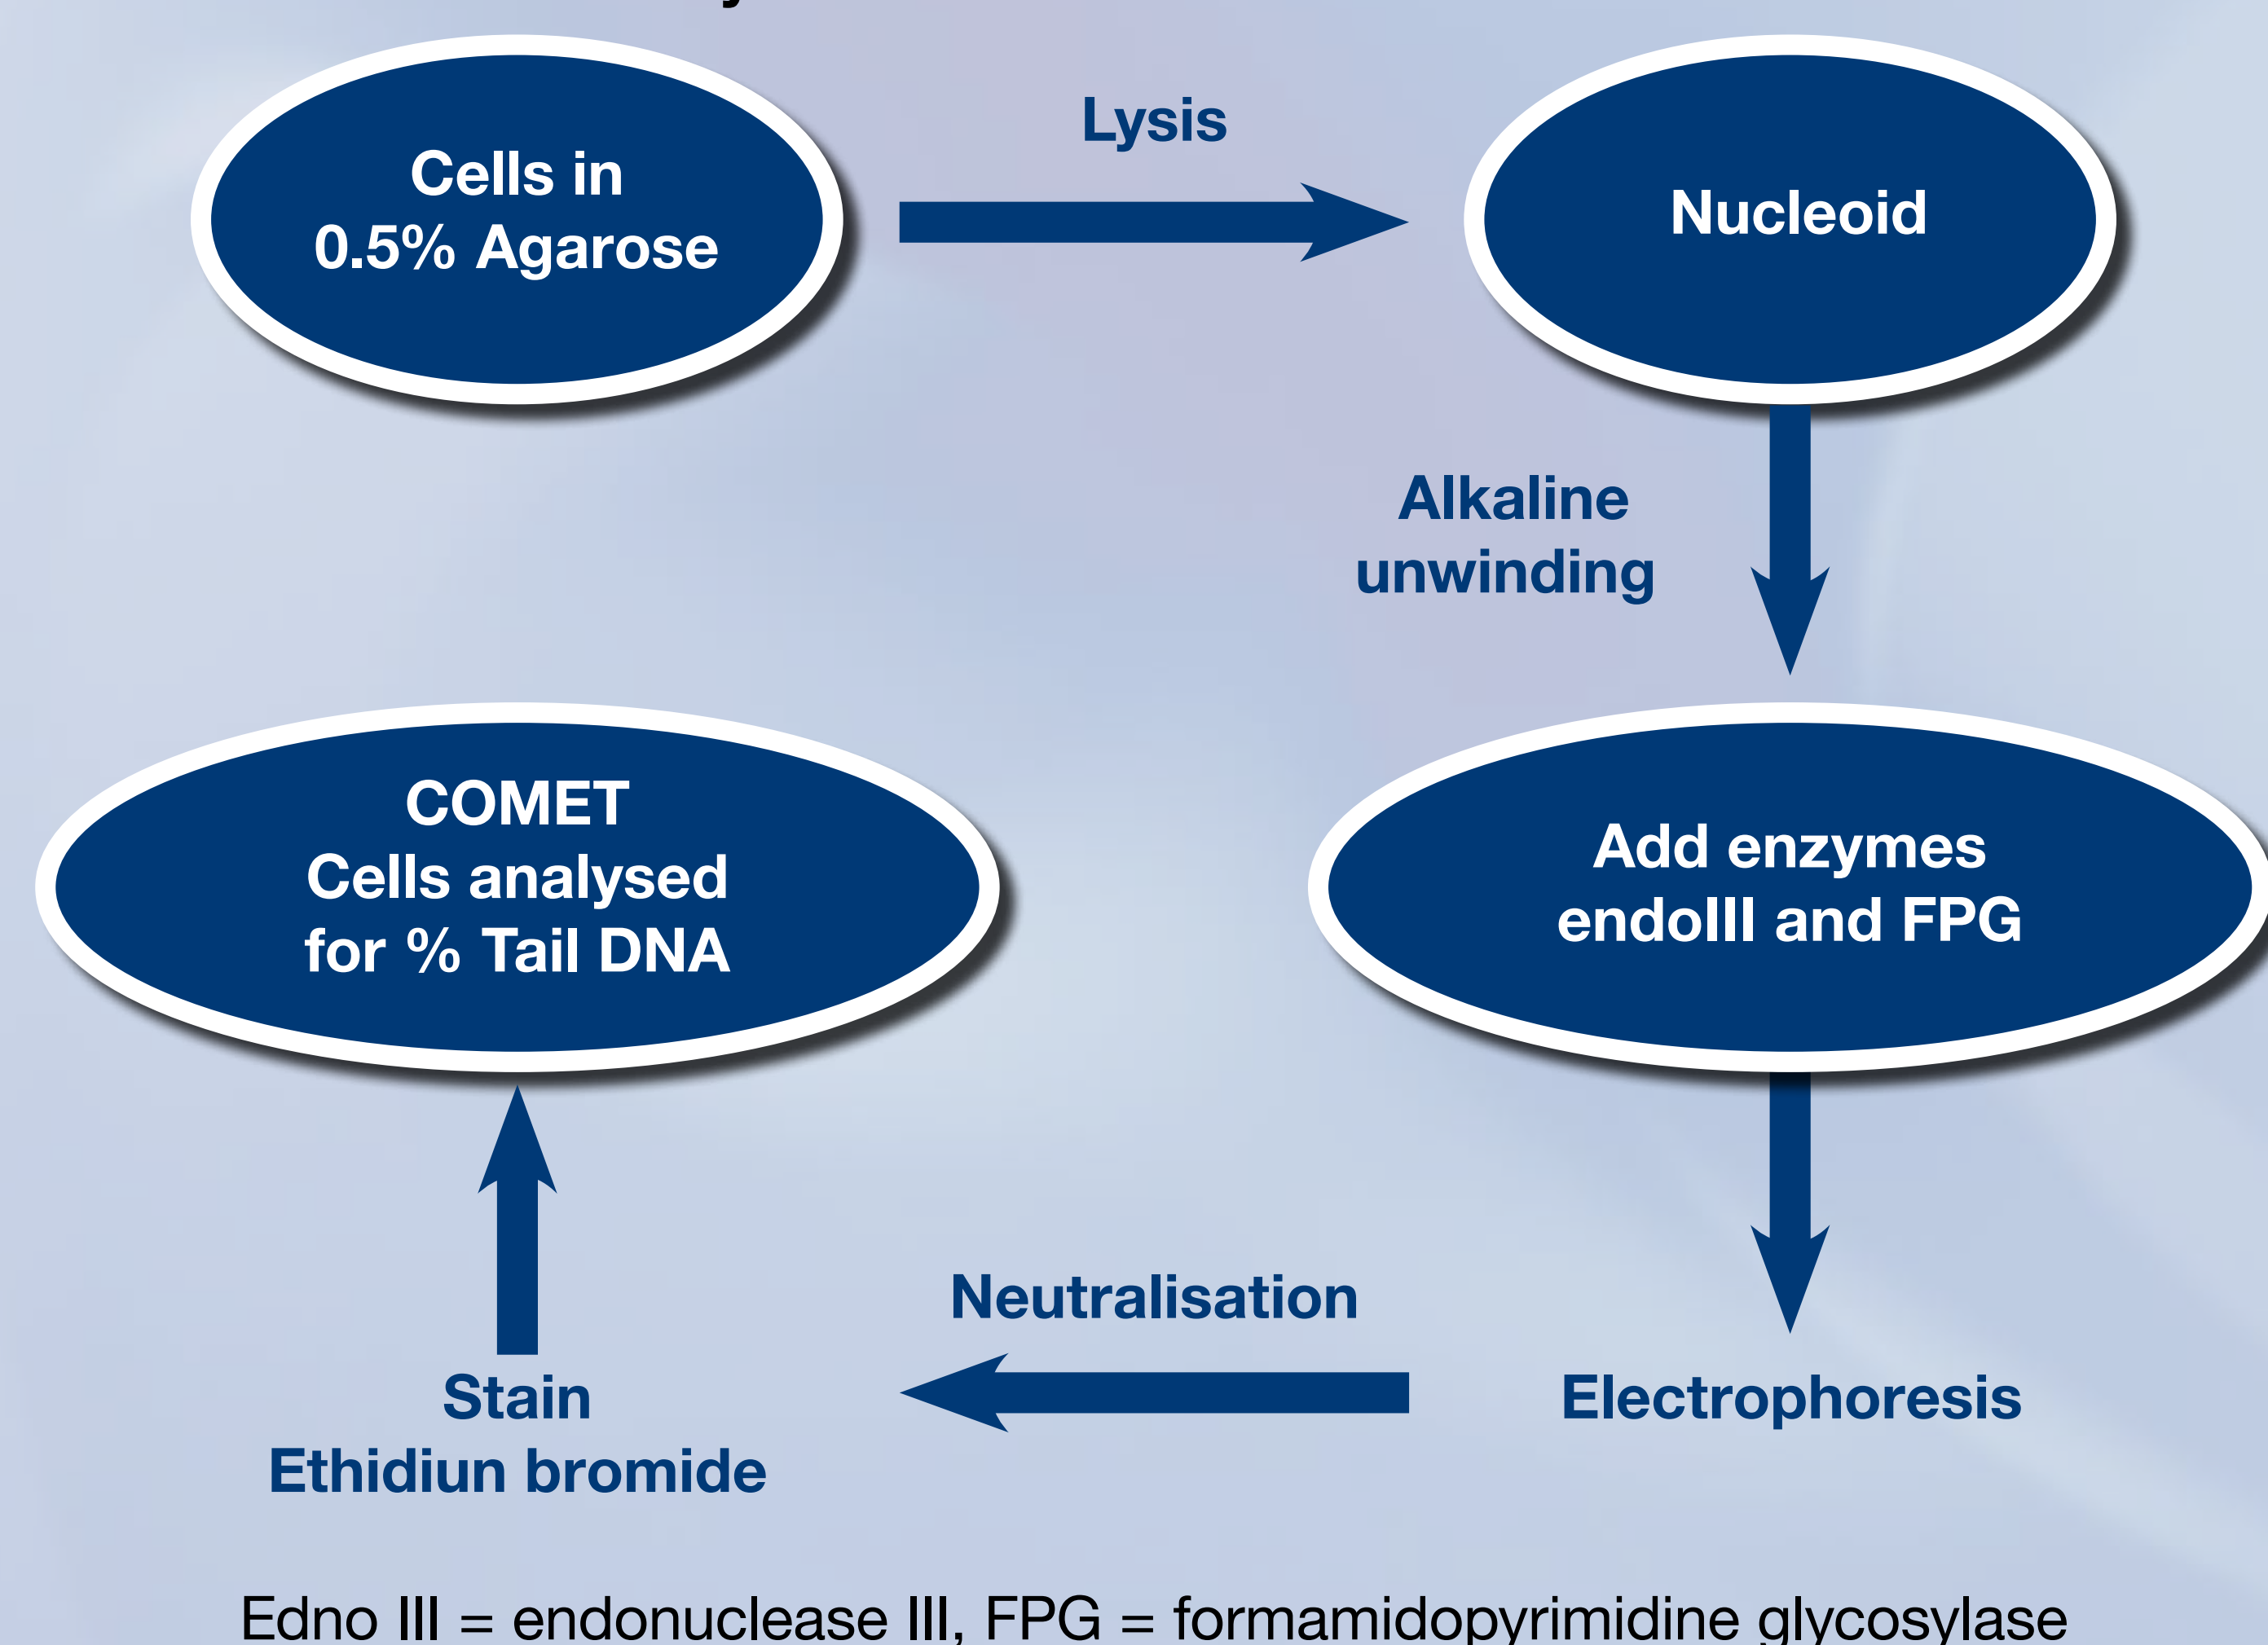 Cells in
0.5% Agarose
Lysis
Nucleoid
Alkaline
unwinding
Add enzymes
endoIII and FPG
Electrophoresis
Neutralisation
Stain
Ethidiun bromide
COMET
Cells analysed
for % Tail DNA
Edno III = endonuclease III, FPG = formamidopyrimidine glycosylase